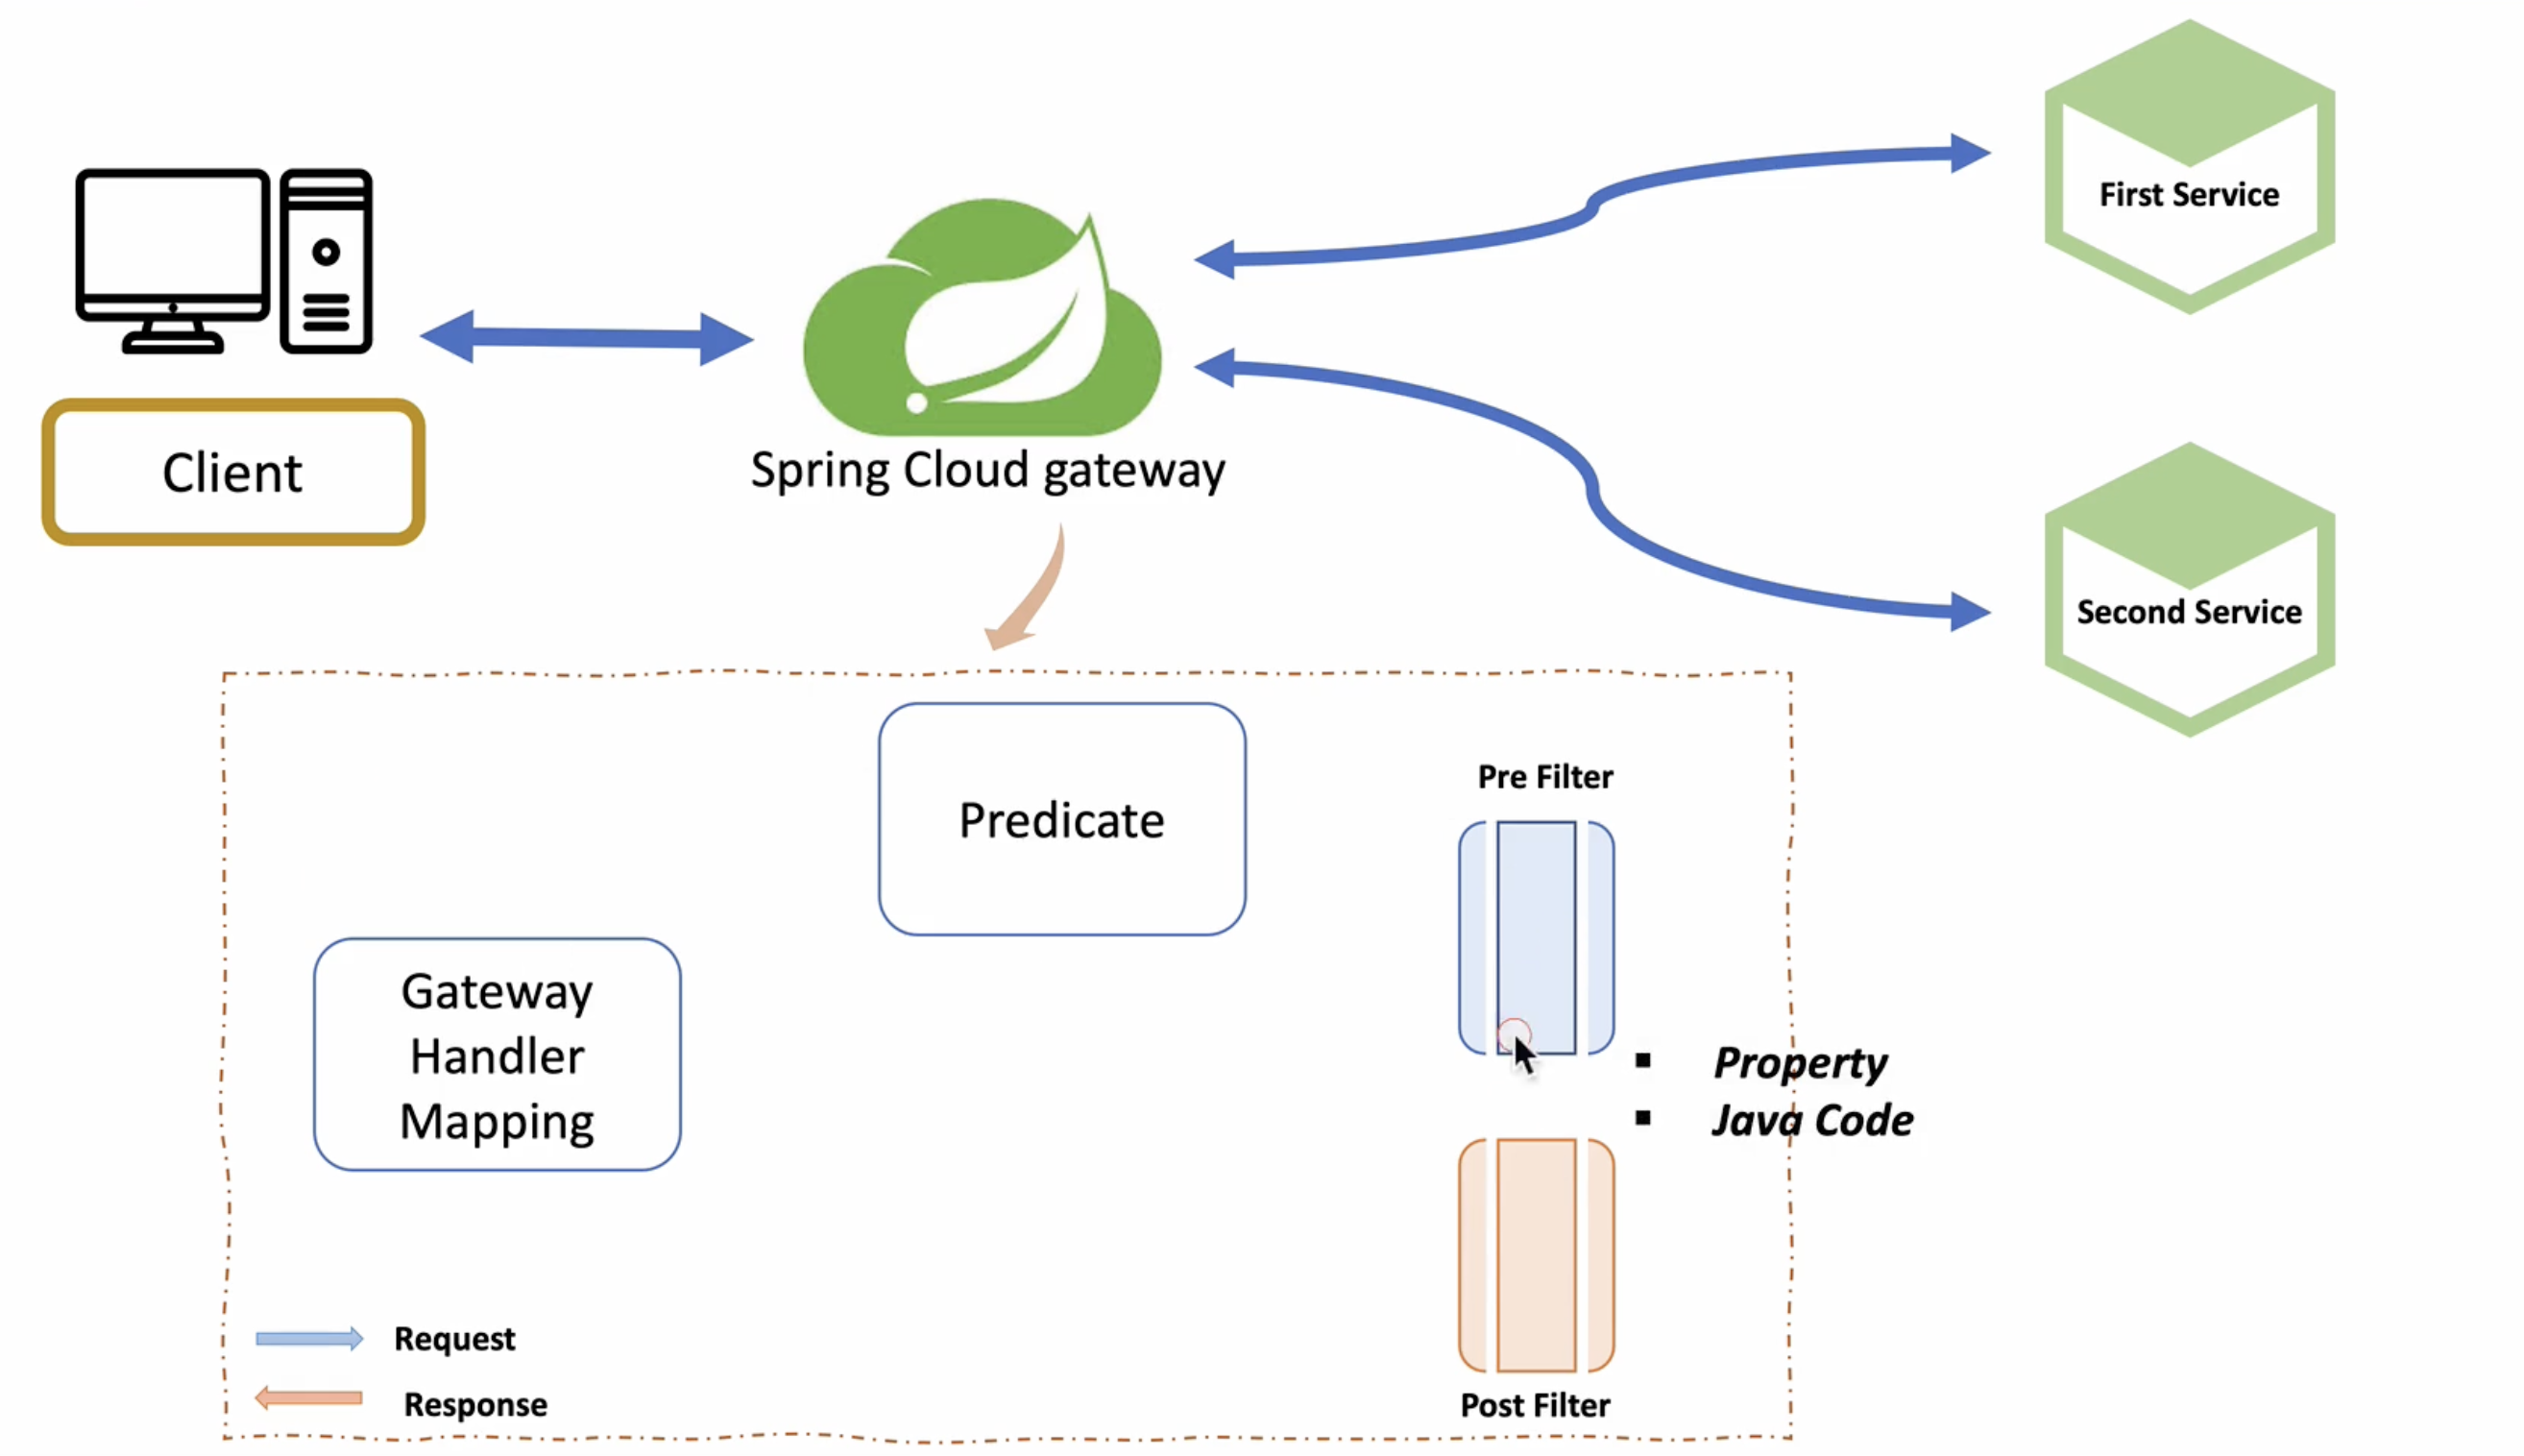 First Service
Client
Spring Cloud gateway
Second Service
Predicate
Pre Filter
Gateway
Handler
Mapping
▪ Property
▪ Java Code
Request
Response
Post Filter